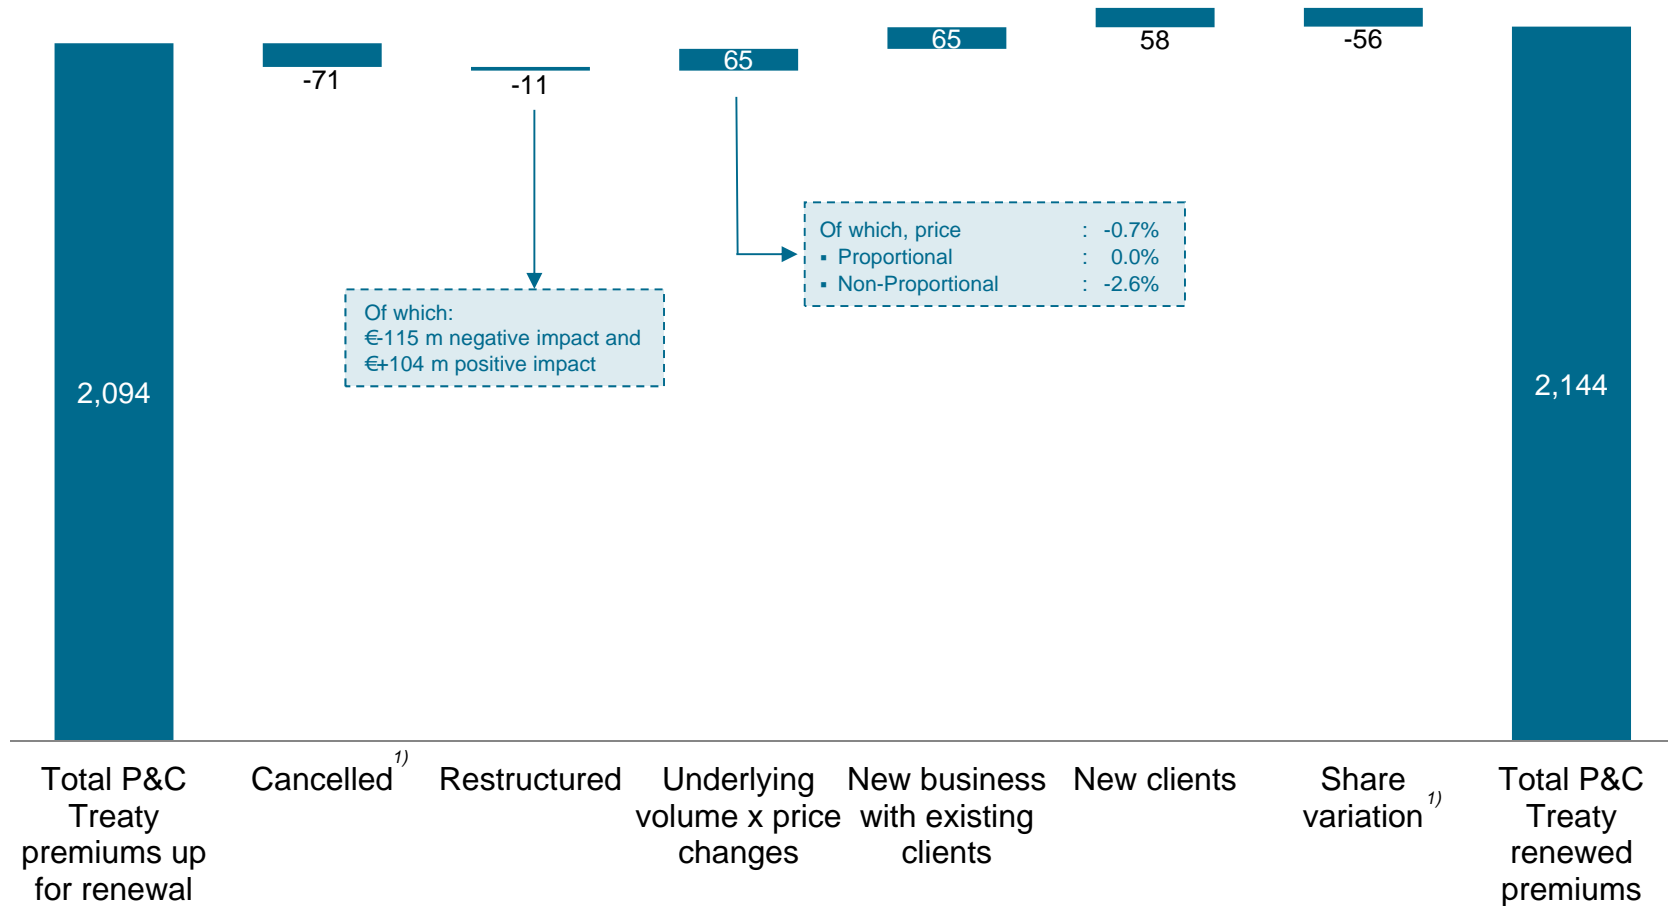 -71
-11
65
65
58
-56
Of which, price : -0.7%
▪ Proportional : 0.0%
▪ Non-Proportional : -2.6%
Of which:
€-115 m negative impact and
€+104 m positive impact
2,094
2,144
Total P&C
Treaty
premiums up
for renewal
Cancelled 1)
Restructured
Underlying
volume x price
changes
New business
with existing
clients
New clients
Share
variation 1)
Total P&C
Treaty
renewed
premiums